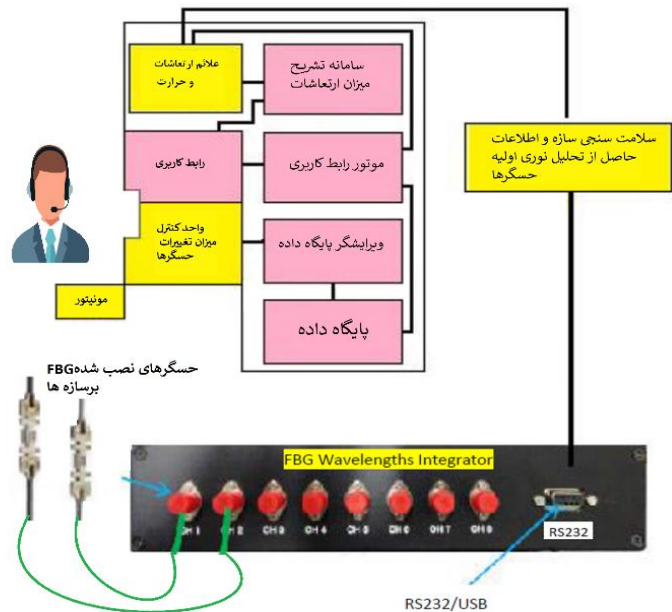 علائم ارتعاشات
و حرارت
سامانه تشریح
میزان ارتعاشات
سلامت سنجی سازه و اطلاعات
حاصل از تحلیل نوری اولیه
حسگرها
رابط کاربری
موتور رابط کاربری
واحد کنترل
میزان تغییرات
حسگرها
ویرایشگر پایگاه داده
مونیتور
پایگاه داده
حسگرهای نصب شدهFBG
برسازه ها
FBG Wavelengths Integrator
CH 1 CH 2 CH 3 CH 4 CH 5 CH 6 CH 7 CH 8
RS232
RS232/USB